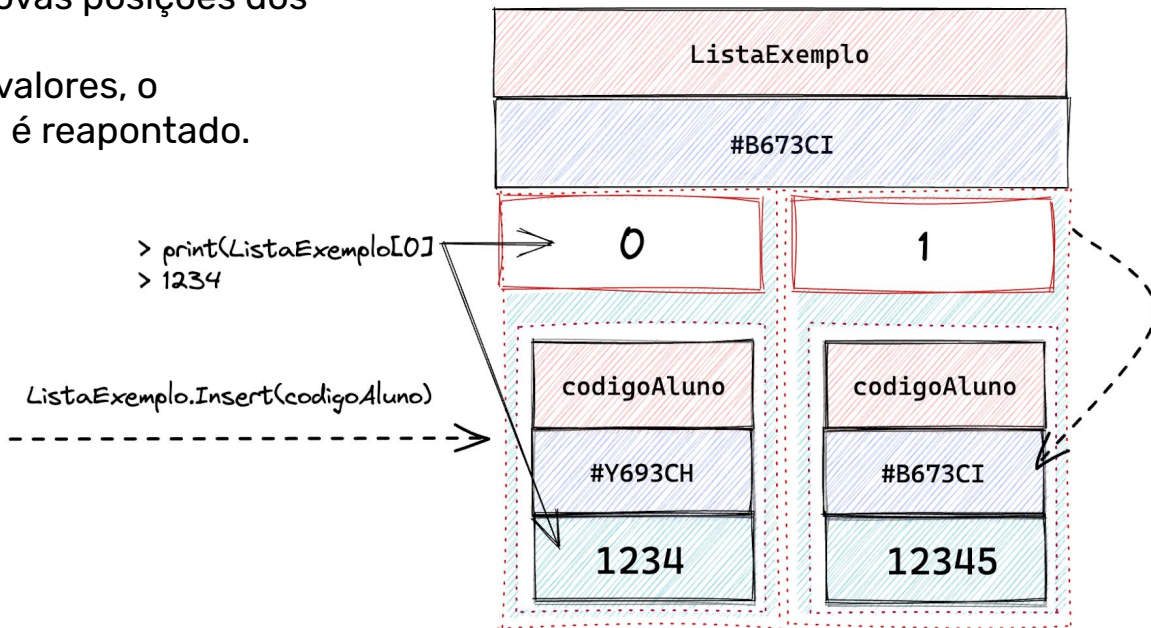 ovas posições dos
valores, o
é reapontado.
ListaExemplo
#B673CI
0
1
> print(ListaExemplo[0]
> 1234
ListaExemplo.Insert(codigoAluno)
codigoAluno
#Y693CH
1234
codigoAluno
#B673CI
12345